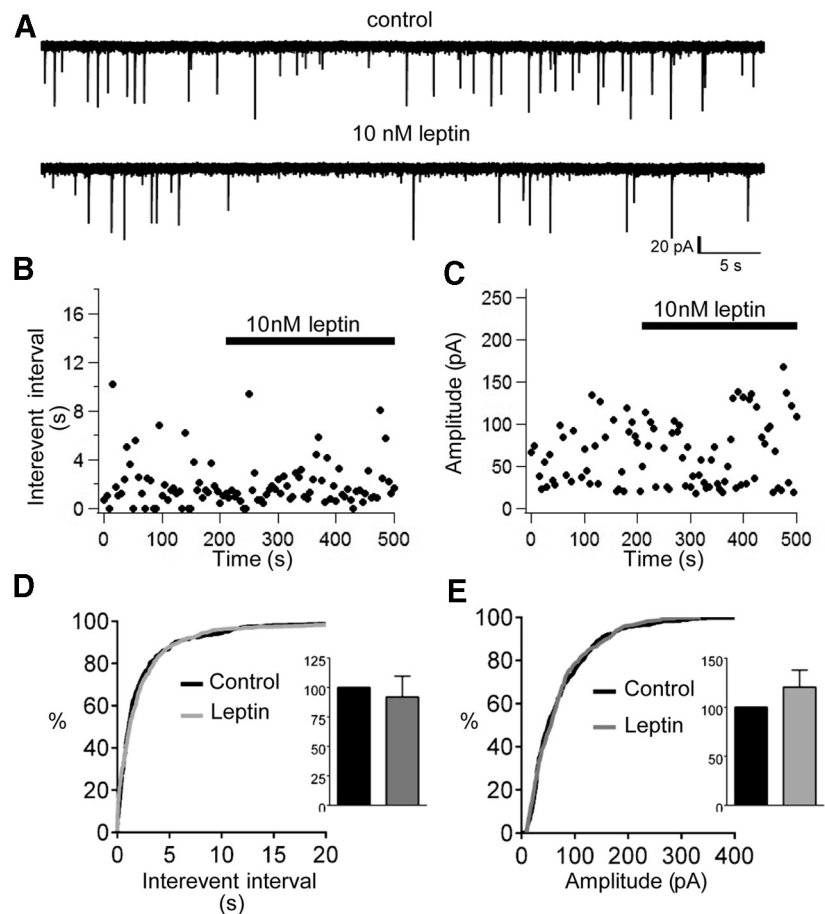 A
control
10 nM leptin
20 pA
5 s
B
10nM leptin
Interevent interval
(s)
16
12
8
4
0
0 100 200 300 400 500
Time (s)
C
10nM leptin
Amplitude (pA)
250
200
150
100
50
0
0 100 200 300 400 500
Time (s)
D
100
80
60
40
20
0
%
Control
Leptin
125
100
75
50
25
0
0 5 10 15 20
Interevent interval
(s)
E
100
80
60
40
20
0
%
Control
Leptin
150
100
50
0
0 100 200 300 400
Amplitude (pA)